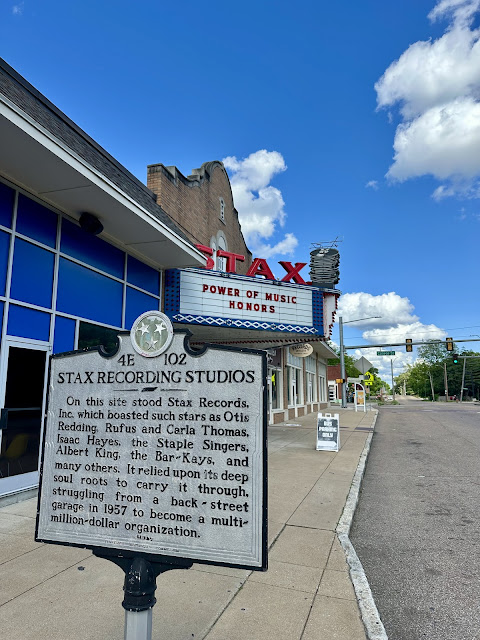 STAX
POWER OF MUSIC
HONORS
4E 102
STAX RECORDING STUDIOS
On this site stood Stax Records,
Inc. which boasted such stars as Otis
Redding, Rufus and Carla Thomas,
Isaac Hayes, the Staple Singers,
Albert King, the Bar-Kays, and
many others. It relied upon its deep
soul roots to carry it through,
struggling from a back-street
garage in 1957 to become a multi-
million-dollar organization.
BUS
PARKING
ONLY